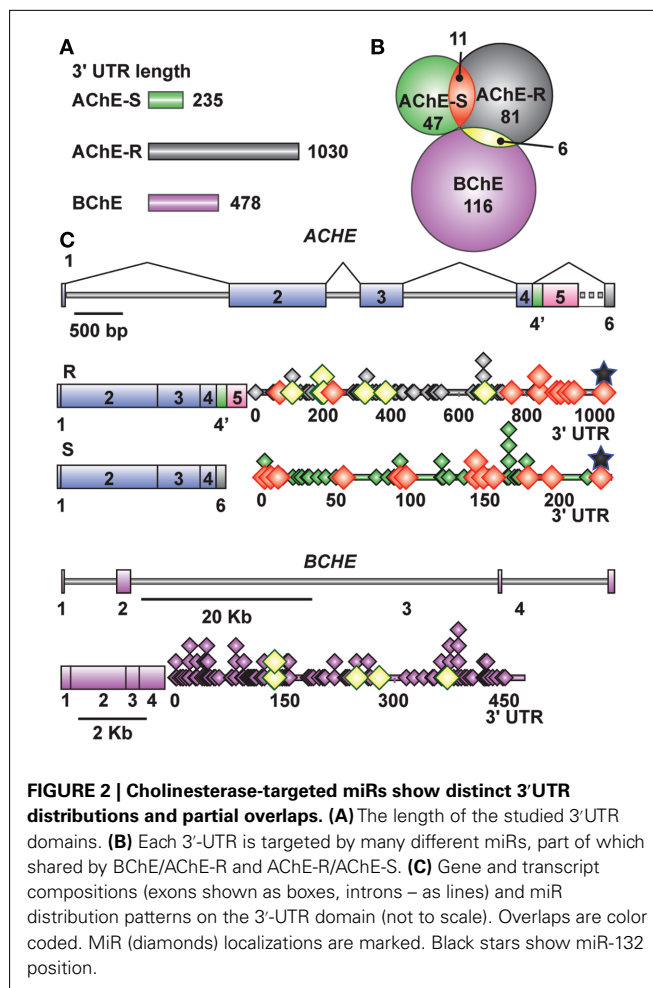 A
3' UTR length
AChE-S 235
AChE-R 1030
BChE 478
B
11
AChE-S
47
AChE-R
81
6
BChE
116
C
ACHE
1 2 3 4 5
4' 6
500 bp
R
2 3 4 5
1 4'
0 200 400 600 800 1000
3' UTR
S
2 3 4
1 6
0 50 100 150 200
3' UTR
BCHE
1 2 3 4
20 Kb
1 2 3 4
2 Kb
0 150 300 450
3' UTR
FIGURE 2 | Cholinesterase-targeted miRs show distinct 3′UTR
distributions and partial overlaps. (A) The length of the studied 3′UTR
domains. (B) Each 3′-UTR is targeted by many different miRs, part of which
shared by BChE/AChE-R and AChE-R/AChE-S. (C) Gene and transcript
compositions (exons shown as boxes, introns – as lines) and miR
distribution patterns on the 3′-UTR domain (not to scale). Overlaps are color
coded. MiR (diamonds) localizations are marked. Black stars show miR-132
position.